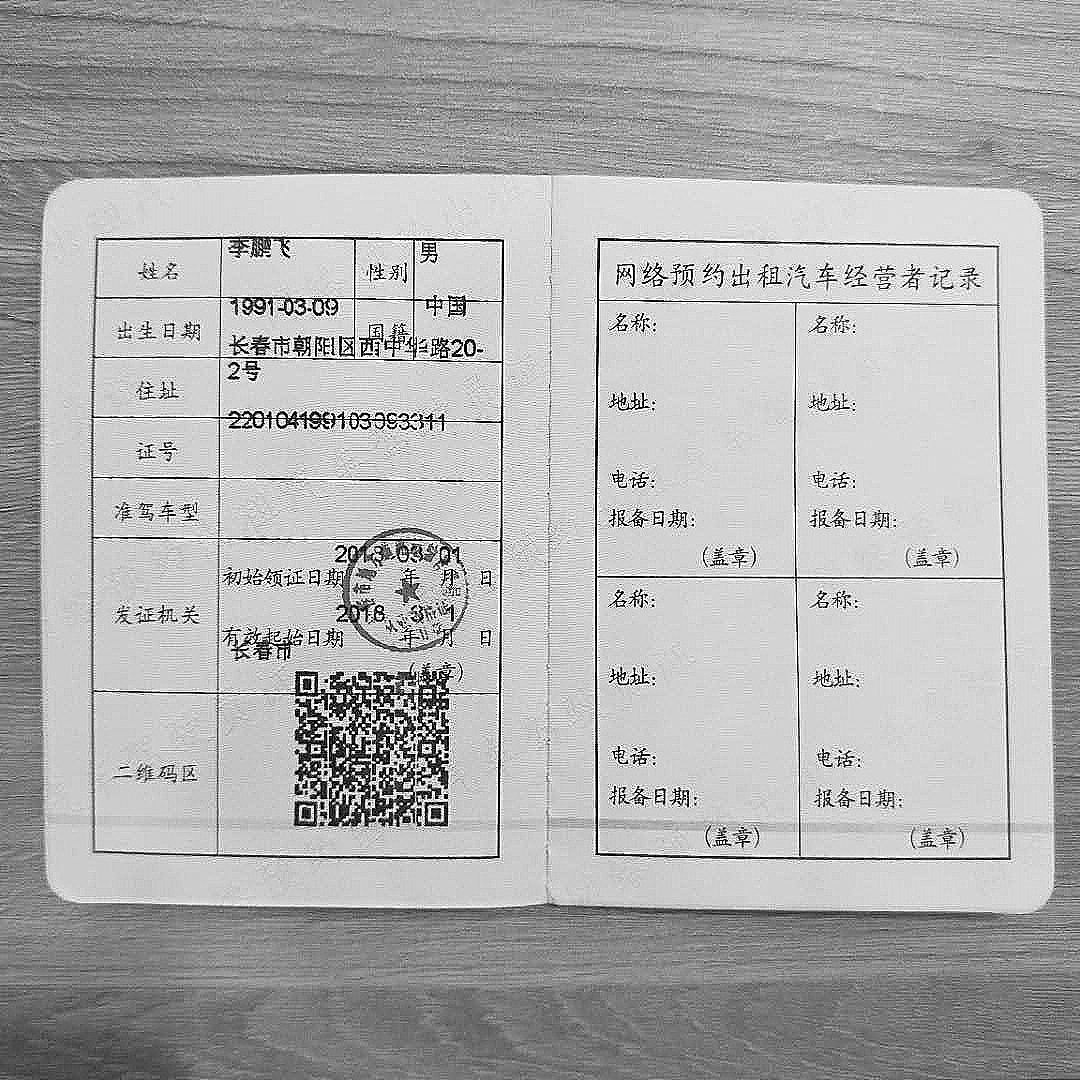 姓名 李鹏飞 性别 男
出生日期 1991-03-09 国籍 中国
住址 长春市朝阳区西中华路20-
2号
证号 220104199103093311
准驾车型
发证机关
2018 03 01
初始领证日期 年 月 日
2018 3 1
有效起始日期 年 月 日
长春市
(盖章)
二维码区
网络预约出租汽车经营者记录
名称: 名称:
地址: 地址:
电话: 电话:
报备日期: 报备日期:
(盖章) (盖章)
名称: 名称:
地址: 地址:
电话: 电话:
报备日期: 报备日期:
(盖章) (盖章)